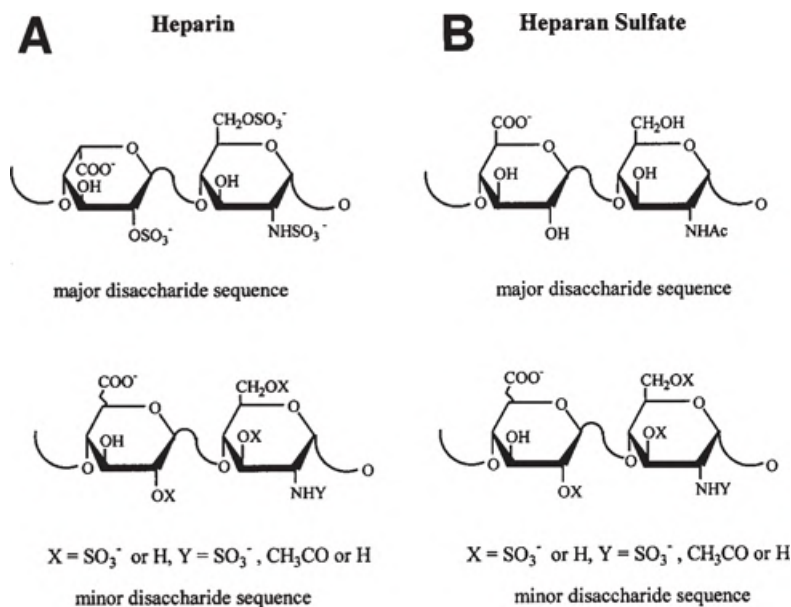 A
Heparin
CH₂OSO₃⁻
COO⁻
OH
O
O
OH
O
O
OSO₃⁻
NHSO₃⁻
O
major disaccharide sequence
COO⁻
CH₂OX
O
O
OH
OX
O
O
OX
NHY
O
X = SO₃⁻ or H, Y = SO₃⁻, CH₃CO or H
minor disaccharide sequence
B
Heparan Sulfate
COO⁻
CH₂OH
O
O
OH
OH
O
O
OH
NHAc
O
major disaccharide sequence
COO⁻
CH₂OX
O
O
OH
OX
O
O
OX
NHY
O
X = SO₃⁻ or H, Y = SO₃⁻, CH₃CO or H
minor disaccharide sequence